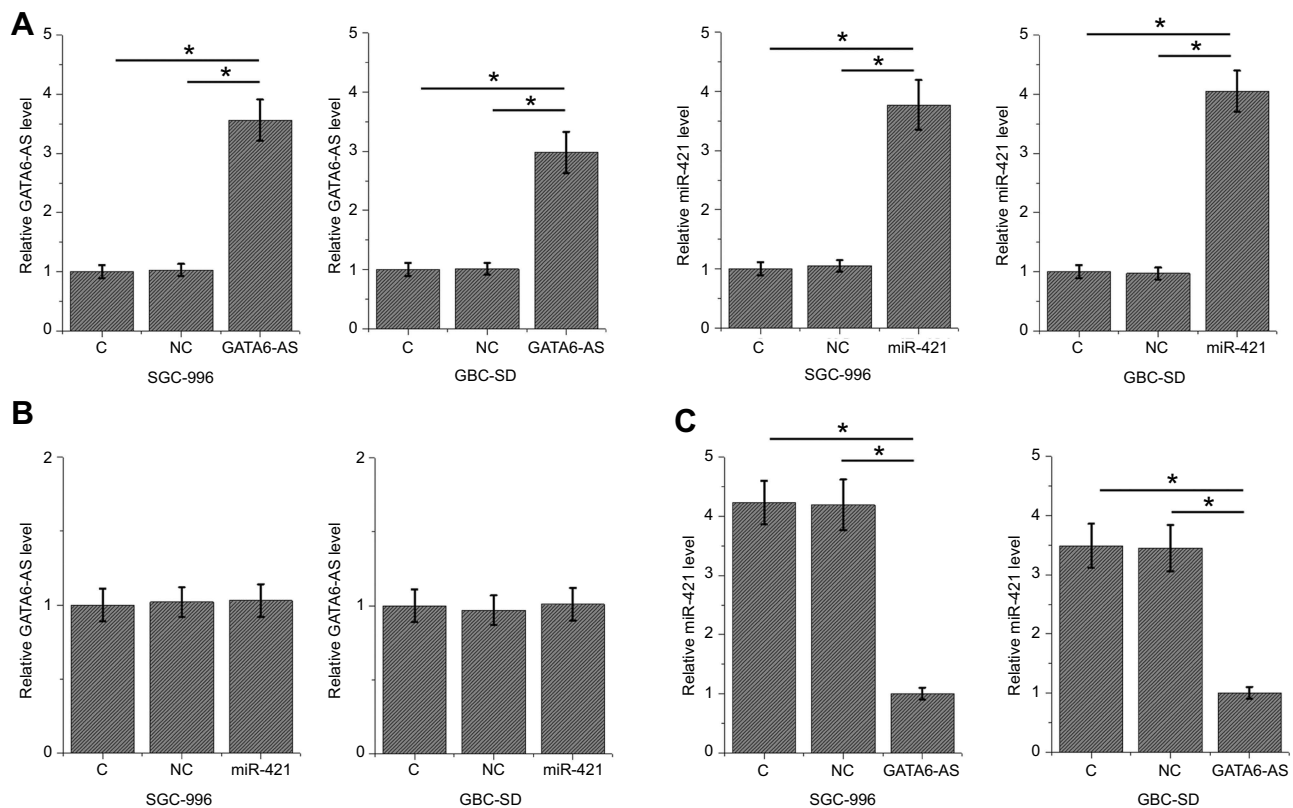 A
Relative GATA6-AS level
5
4
3
2
1
0
*
*
C NC GATA6-AS
SGC-996
Relative GATA6-AS level
5
4
3
2
1
0
*
*
C NC GATA6-AS
GBC-SD
Relative miR-421 level
5
4
3
2
1
0
*
*
C NC miR-421
SGC-996
Relative miR-421 level
5
4
3
2
1
0
*
*
C NC miR-421
GBC-SD
B
Relative GATA6-AS level
2
1
0
C NC miR-421
SGC-996
Relative GATA6-AS level
2
1
0
C NC miR-421
GBC-SD
C
Relative miR-421 level
5
4
3
2
1
0
*
*
C NC GATA6-AS
SGC-996
Relative miR-421 level
5
4
3
2
1
0
*
*
C NC GATA6-AS
GBC-SD